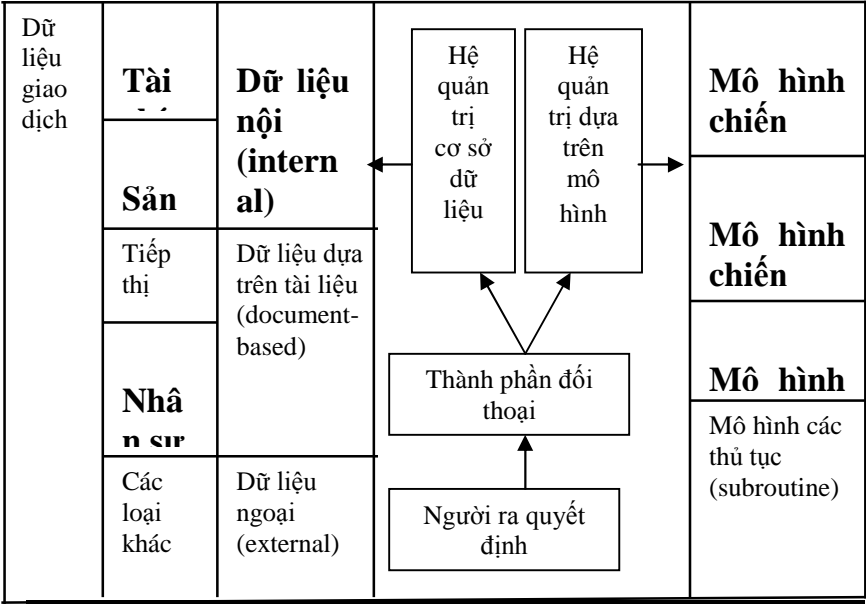 Dữ
liệu
giao
dịch
Tài
Sản
Tiếp
thị
Nhâ
n sự
Các
loại
khác
Dữ liệu
nội
(intern
al)
Dữ liệu dựa
trên tài liệu
(document-
based)
Dữ liệu
ngoại
(external)
Hệ
quản
trị
cơ sở
dữ
liệu
Hệ
quản
trị dựa
trên
mô
hình
Thành phần đối
thoại
Người ra quyết
định
Mô hình
chiến
Mô hình
chiến
Mô hình
Mô hình các
thủ tục
(subroutine)